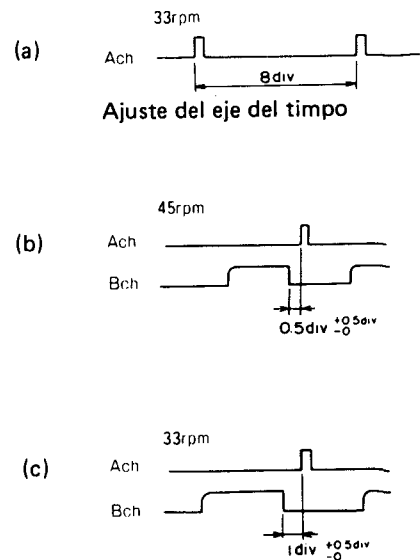 33rpm
(a)
Ach
8div
Ajuste del eje del timpo
45rpm
(b)
Ach
Bch
0.5div +0.5div -0
33rpm
(c)
Ach
Bch
1div +0.5div -0